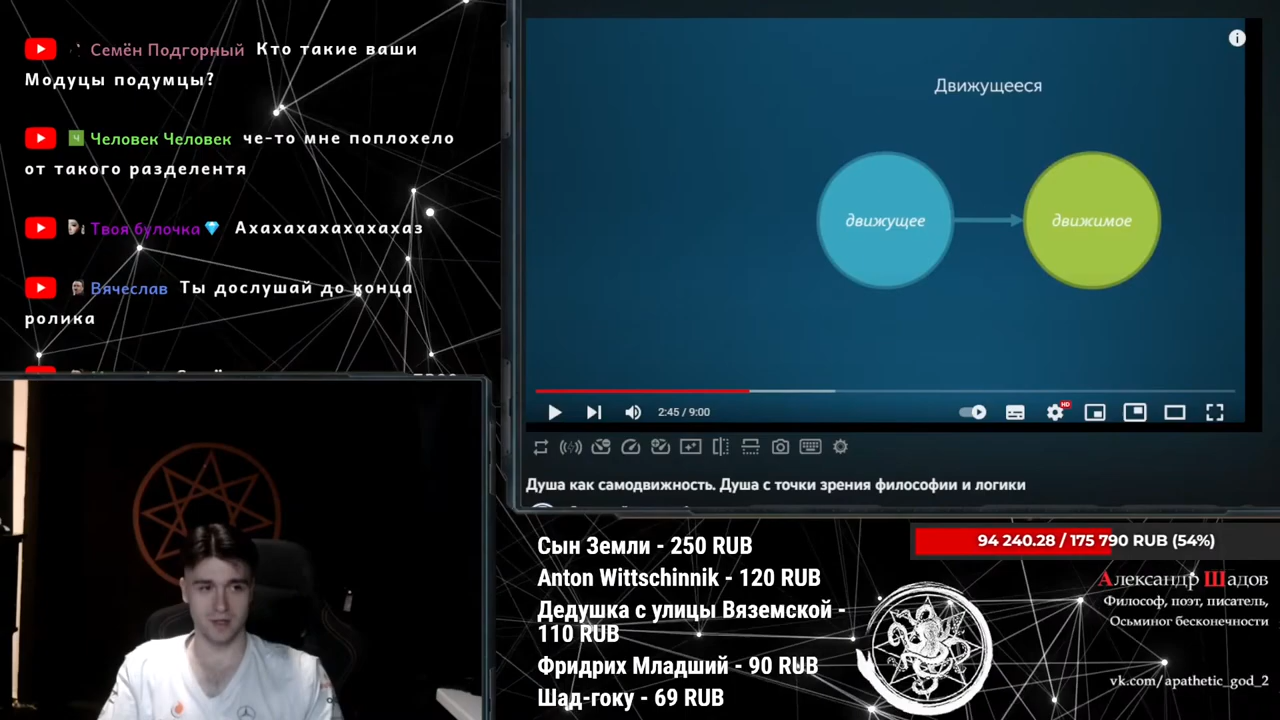 Семён Подгорный Кто такие ваши
Модуцы подумцы?
Ч Человек Человек че-то мне поплохело
от такого разделентя
Твоя булочка Ахахахахахахаз
Вячеслав Ты дослушай до конца
ролика
Движущееся
движущее
движимое
2:45 / 9:00
HD
Душа как самодвижность. Душа с точки зрения философии и логики
Сын Земли - 250 RUB
Anton Wittschinnik - 120 RUB
Дедушка с улицы Вяземской -
110 RUB
Фридрих Младший - 90 RUB
Шад-гоку - 69 RUB
94 240.28 / 175 790 RUB (54%)
Александр Шадов
Философ, поэт, писатель,
Осьминог бесконечности
vk.com/apathetic_god_2